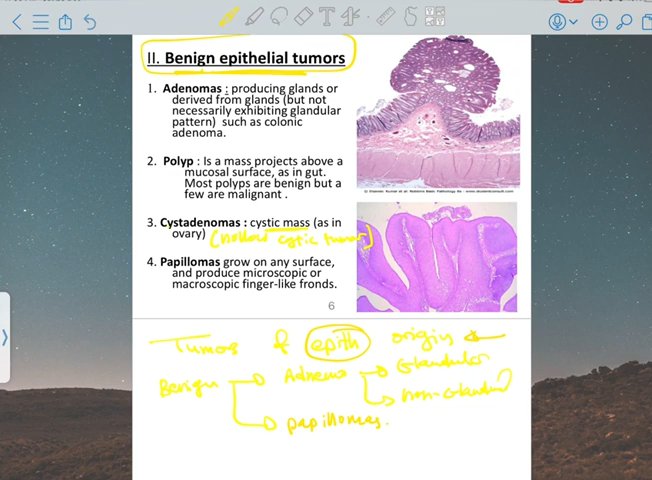 II. Benign epithelial tumors
1. Adenomas : producing glands or
derived from glands (but not
necessarily exhibiting glandular
pattern) such as colonic
adenoma.
2. Polyp : Is a mass projects above a
mucosal surface, as in gut.
Most polyps are benign but a
few are malignant .
3. Cystadenomas : cystic mass (as in
ovary) (Hollow cystic tumor)
4. Papillomas grow on any surface,
and produce microscopic or
macroscopic finger-like fronds.
6
Tumors of epith origin
Benign Adnemo Glandular
non-Glandular
papillomas.